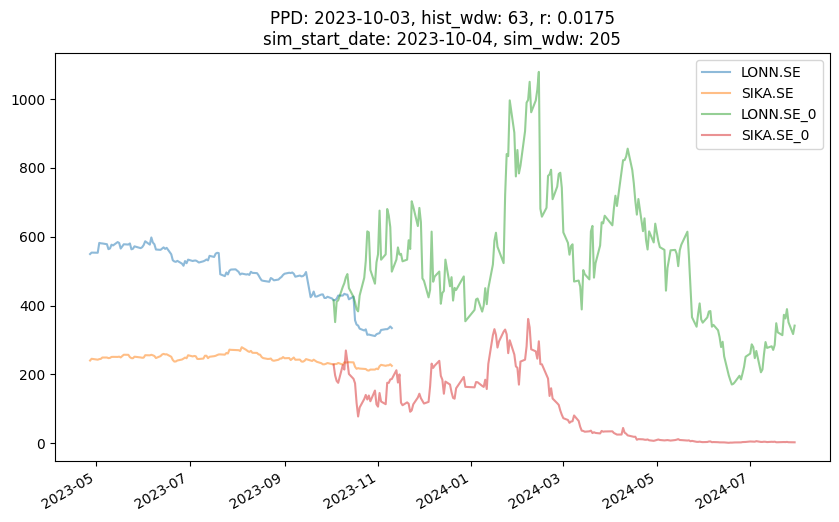 PPD: 2023-10-03, hist_wdw: 63, r: 0.0175
sim_start_date: 2023-10-04, sim_wdw: 205
LONN.SE
SIKA.SE
LONN.SE_0
SIKA.SE_0
1000
800
600
400
200
0
2023-05
2023-07
2023-09
2023-11
2024-01
2024-03
2024-05
2024-07